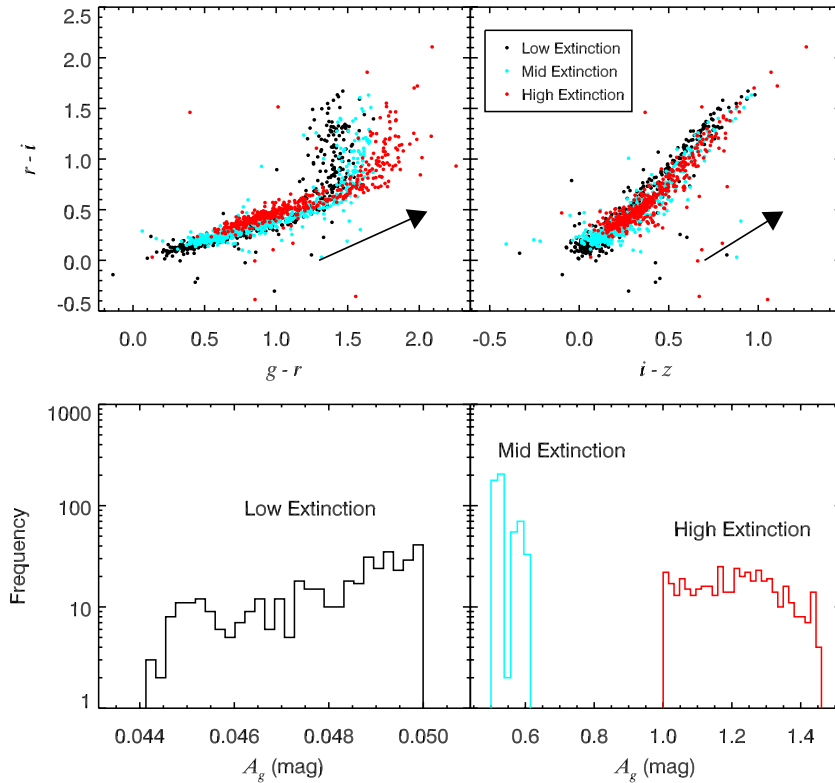 2.5
2.0
1.5
1.0
0.5
0.0
-0.5
r - i
0.0 0.5 1.0 1.5 2.0
g - r
Low Extinction
Mid Extinction
High Extinction
-0.5 0.0 0.5 1.0
i - z
1000
100
10
1
Frequency
Low Extinction
0.044 0.046 0.048 0.050
A_g (mag)
Mid Extinction
High Extinction
0.6 0.8 1.0 1.2 1.4
A_g (mag)